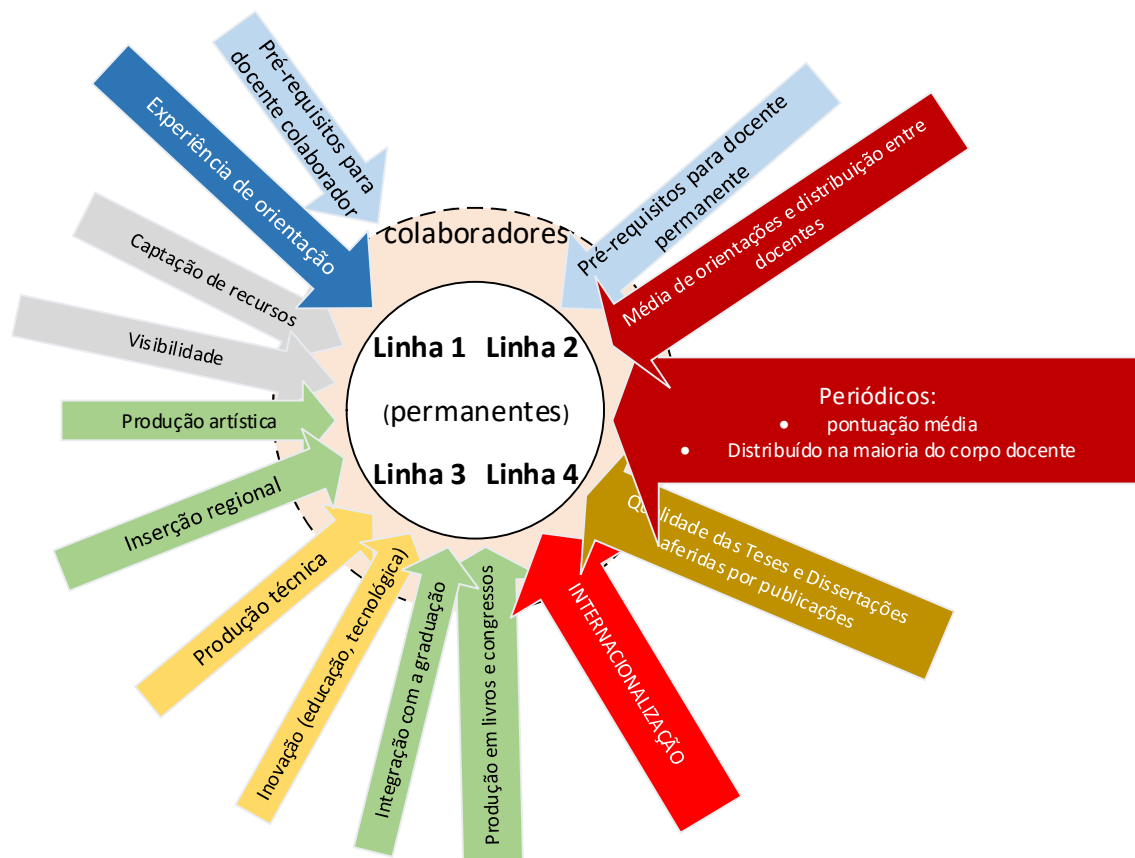 Pré-requisitos para
docente colaborador
Experiência de orientação
Captação de recursos
Visibilidade
Produção artística
Inserção regional
Produção técnica
Inovação (educação, tecnológica)
Integração com a graduação
Produção em livros e congressos
INTERNACIONALIZAÇÃO
Qualidade das Teses e Dissertações
aferidas por publicações
Periódicos:
• pontuação média
• Distribuído na maioria do corpo docente
Média de orientações e distribuição entre
docentes
Pré-requisitos para docente
permanente
colaboradores
Linha 1 Linha 2
(permanentes)
Linha 3 Linha 4